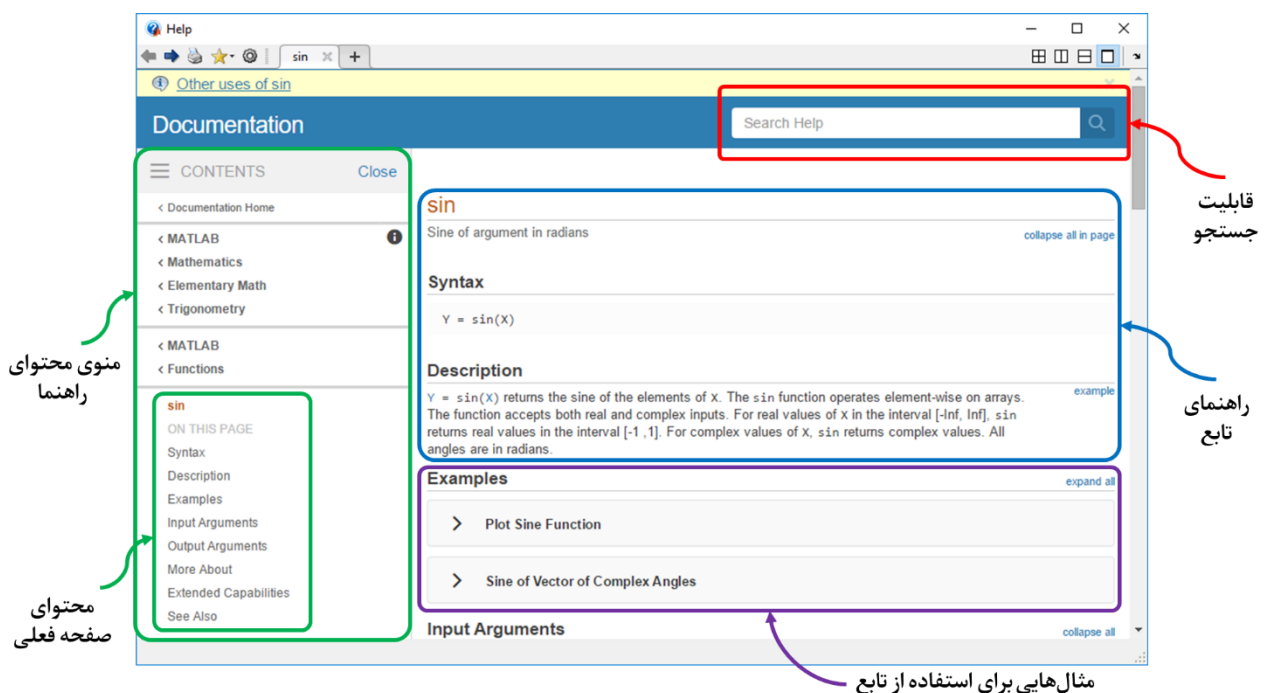 Help
sin
Other uses of sin
Documentation
Search Help
CONTENTS Close
< Documentation Home
< MATLAB
< Mathematics
< Elementary Math
< Trigonometry
< MATLAB
< Functions
sin
ON THIS PAGE
Syntax
Description
Examples
Input Arguments
Output Arguments
More About
Extended Capabilities
See Also
sin
Sine of argument in radians collapse all in page
Syntax
Y = sin(X)
Description
example
Y = sin(X) returns the sine of the elements of X. The sin function operates element-wise on arrays.
The function accepts both real and complex inputs. For real values of X in the interval [-Inf, Inf], sin
returns real values in the interval [-1 ,1]. For complex values of X, sin returns complex values. All
angles are in radians.
Examples expand all
Plot Sine Function
Sine of Vector of Complex Angles
Input Arguments collapse all
قابلیت
جستجو
راهنمای
تابع
منوی محتوای
راهنما
محتوای
صفحه فعلی
مثال‌هایی برای استفاده از تابع